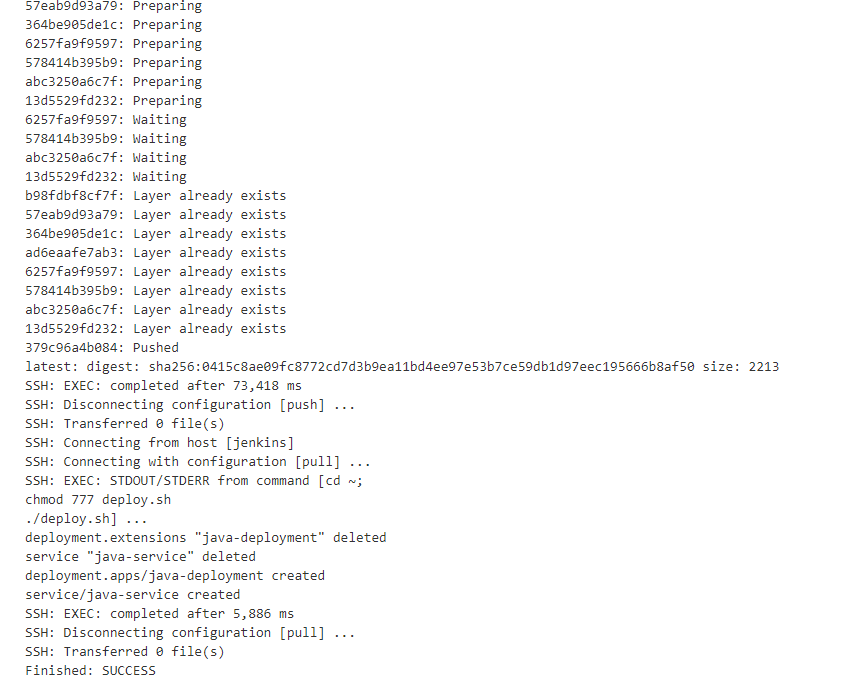 57eab9d93a79: Preparing
364be905de1c: Preparing
6257fa9f9597: Preparing
578414b395b9: Preparing
abc3250a6c7f: Preparing
13d5529fd232: Preparing
6257fa9f9597: Waiting
578414b395b9: Waiting
abc3250a6c7f: Waiting
13d5529fd232: Waiting
b98fdbf8cf7f: Layer already exists
57eab9d93a79: Layer already exists
364be905de1c: Layer already exists
ad6eaafe7ab3: Layer already exists
6257fa9f9597: Layer already exists
578414b395b9: Layer already exists
abc3250a6c7f: Layer already exists
13d5529fd232: Layer already exists
379c96a4b084: Pushed
latest: digest: sha256:0415c8ae09fc8772cd7d3b9ea11bd4ee97e53b7ce59db1d97eec195666b8af50 size: 2213
SSH: EXEC: completed after 73,418 ms
SSH: Disconnecting configuration [push] ...
SSH: Transferred 0 file(s)
SSH: Connecting from host [jenkins]
SSH: Connecting with configuration [pull] ...
SSH: EXEC: STDOUT/STDERR from command [cd ~;
chmod 777 deploy.sh
./deploy.sh] ...
deployment.extensions "java-deployment" deleted
service "java-service" deleted
deployment.apps/java-deployment created
service/java-service created
SSH: EXEC: completed after 5,886 ms
SSH: Disconnecting configuration [pull] ...
SSH: Transferred 0 file(s)
Finished: SUCCESS